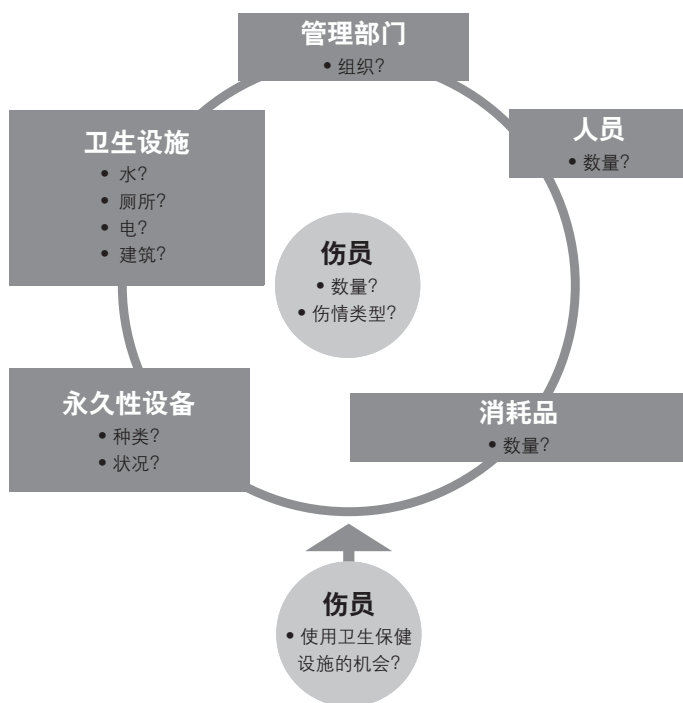 管理部门
• 组织？
人员
• 数量？
卫生设施
• 水？
• 厕所？
• 电？
• 建筑？
伤员
• 数量？
• 伤情类型？
永久性设备
• 种类？
• 状况？
消耗品
• 数量？
伤员
• 使用卫生保健
设施的机会？